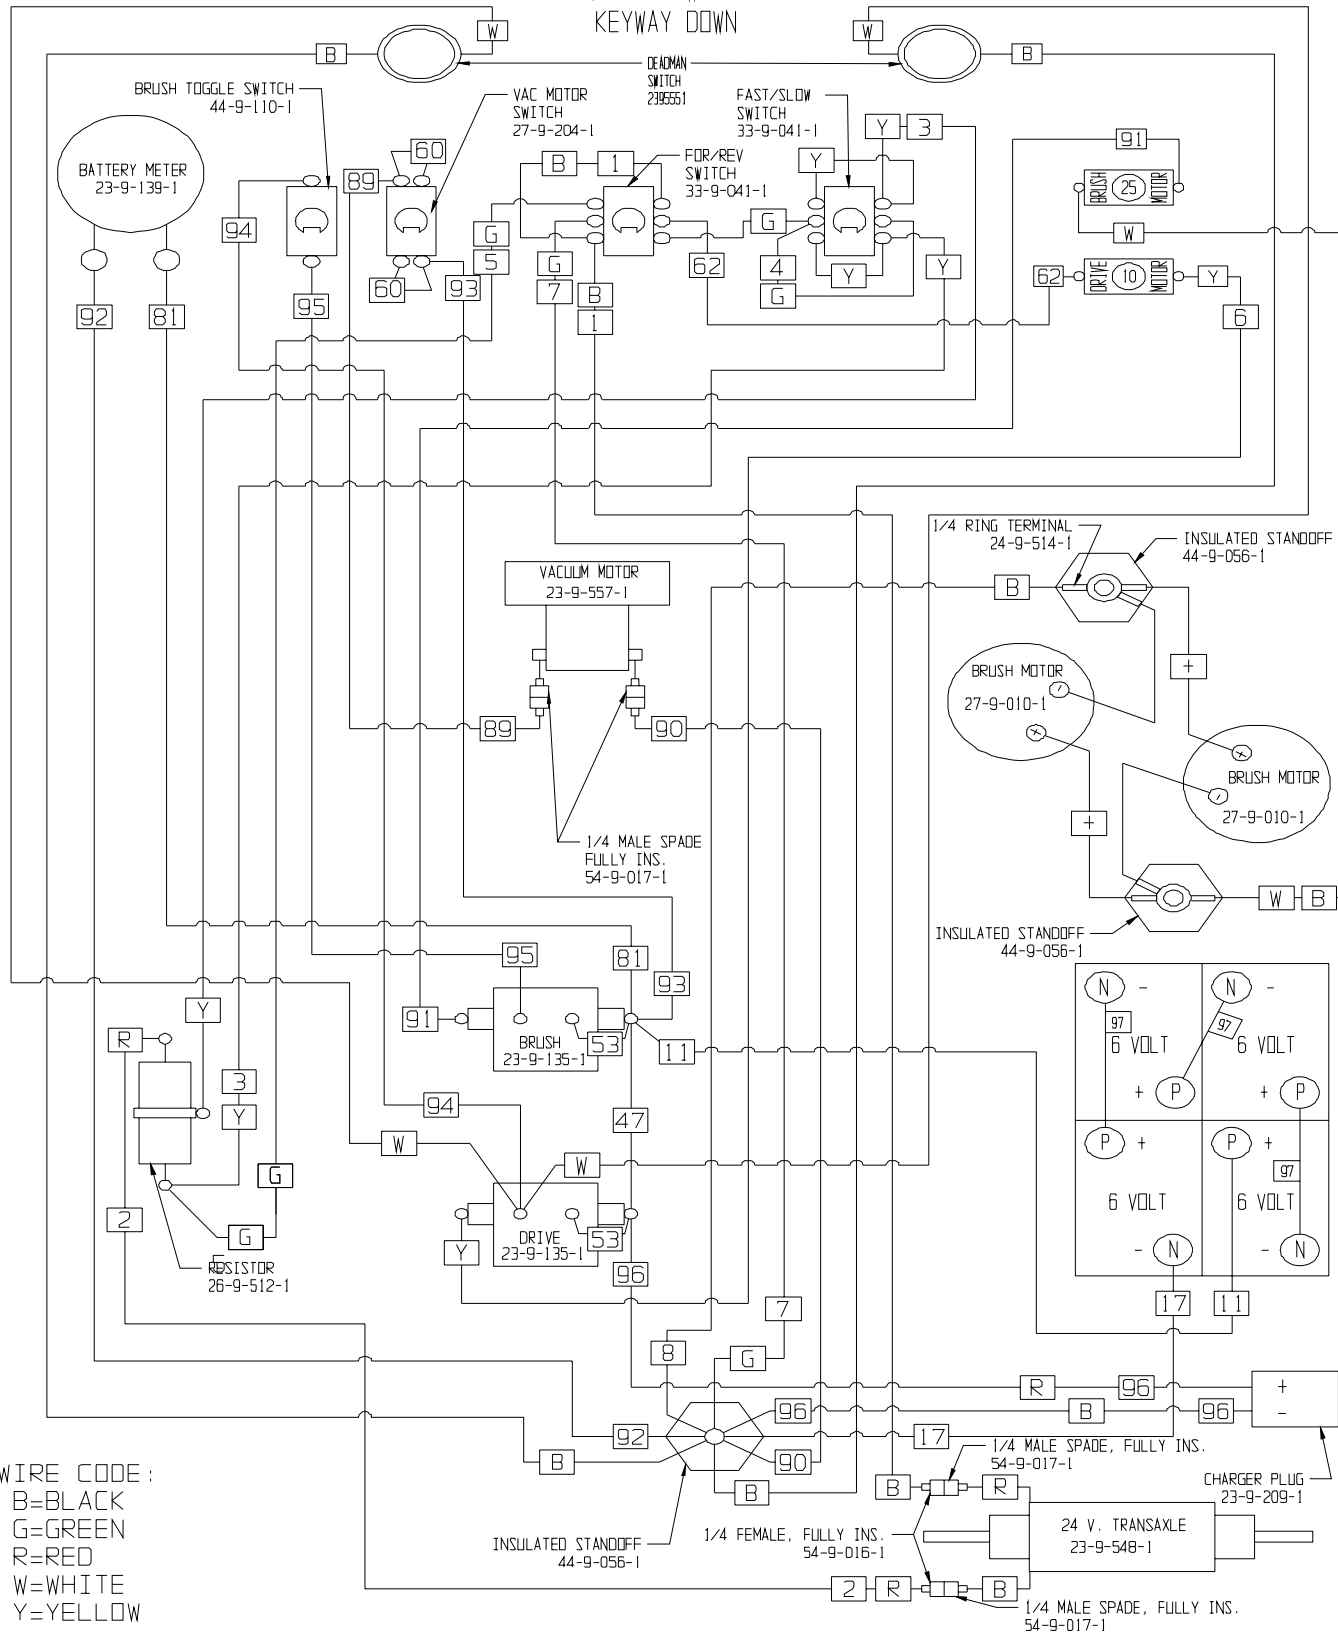 KEYWAY DOWN
W
W
B
B
DEADMAN
SWITCH
2395551
BRUSH TOGGLE SWITCH
44-9-110-1
VAC MOTOR
SWITCH
27-9-204-1
FAST/SLOW
SWITCH
33-9-041-1
FOR/REV
SWITCH
33-9-041-1
BATTERY METER
23-9-139-1
60
89
B
1
Y
3
Y
91
BRUSH
25
MOTOR
94
G
5
G
7
62
G
4
G
Y
Y
W
60
93
95
B
1
62
DRIVE
10
MOTOR
Y
6
92
81
1/4 RING TERMINAL
24-9-514-1
INSULATED STANDOFF
44-9-056-1
VACUUM MOTOR
23-9-557-1
B
+
BRUSH MOTOR
-
27-9-010-1
+
89
90
+
BRUSH MOTOR
-
27-9-010-1
+
1/4 MALE SPADE
FULLY INS.
54-9-017-1
W
B
INSULATED STANDOFF
44-9-056-1
95
81
93
N
-
N
-
97
97
6 VOLT
6 VOLT
+
P
+
P
Y
R
91
BRUSH
23-9-135-1
53
11
3
Y
94
47
W
W
P
+
P
+
97
6 VOLT
6 VOLT
-
N
-
N
G
G
2
RESISTOR
26-9-512-1
Y
DRIVE
23-9-135-1
53
96
7
17
11
8
G
R
96
+
-
96
B
96
92
17
B
90
B
1/4 MALE SPADE, FULLY INS.
54-9-017-1
CHARGER PLUG
23-9-209-1
B
R
WIRE CODE:
B=BLACK
G=GREEN
R=RED
W=WHITE
Y=YELLOW
INSULATED STANDOFF
44-9-056-1
1/4 FEMALE, FULLY INS.
54-9-016-1
24 V. TRANSAXLE
23-9-548-1
2
R
B
1/4 MALE SPADE, FULLY INS.
54-9-017-1